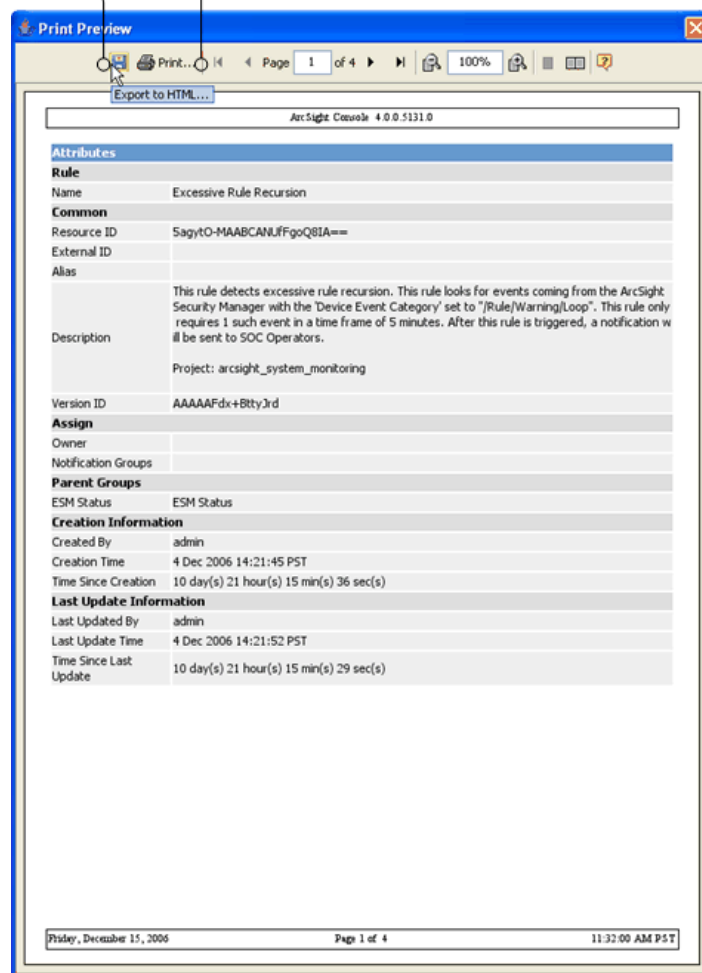 Print Preview
Print... Page 1 of 4 100%
Export to HTML...
ArcSight Console 4.0.0.5131.0
Attributes
Rule
Name Excessive Rule Recursion
Common
Resource ID 5agytO-MAABCANUfFgoQ8IA==
External ID
Alias
Description This rule detects excessive rule recursion. This rule looks for events coming from the ArcSight
Security Manager with the 'Device Event Category' set to "/Rule/Warning/Loop". This rule only
requires 1 such event in a time frame of 5 minutes. After this rule is triggered, a notification w
ill be sent to SOC Operators.
Project: arcsight_system_monitoring
Version ID AAAAAFdx+BttyJrd
Assign
Owner
Notification Groups
Parent Groups
ESM Status ESM Status
Creation Information
Created By admin
Creation Time 4 Dec 2006 14:21:45 PST
Time Since Creation 10 day(s) 21 hour(s) 15 min(s) 36 sec(s)
Last Update Information
Last Updated By admin
Last Update Time 4 Dec 2006 14:21:52 PST
Time Since Last
Update 10 day(s) 21 hour(s) 15 min(s) 29 sec(s)
Friday, December 15, 2006 Page 1 of 4 11:32:00 AM PST